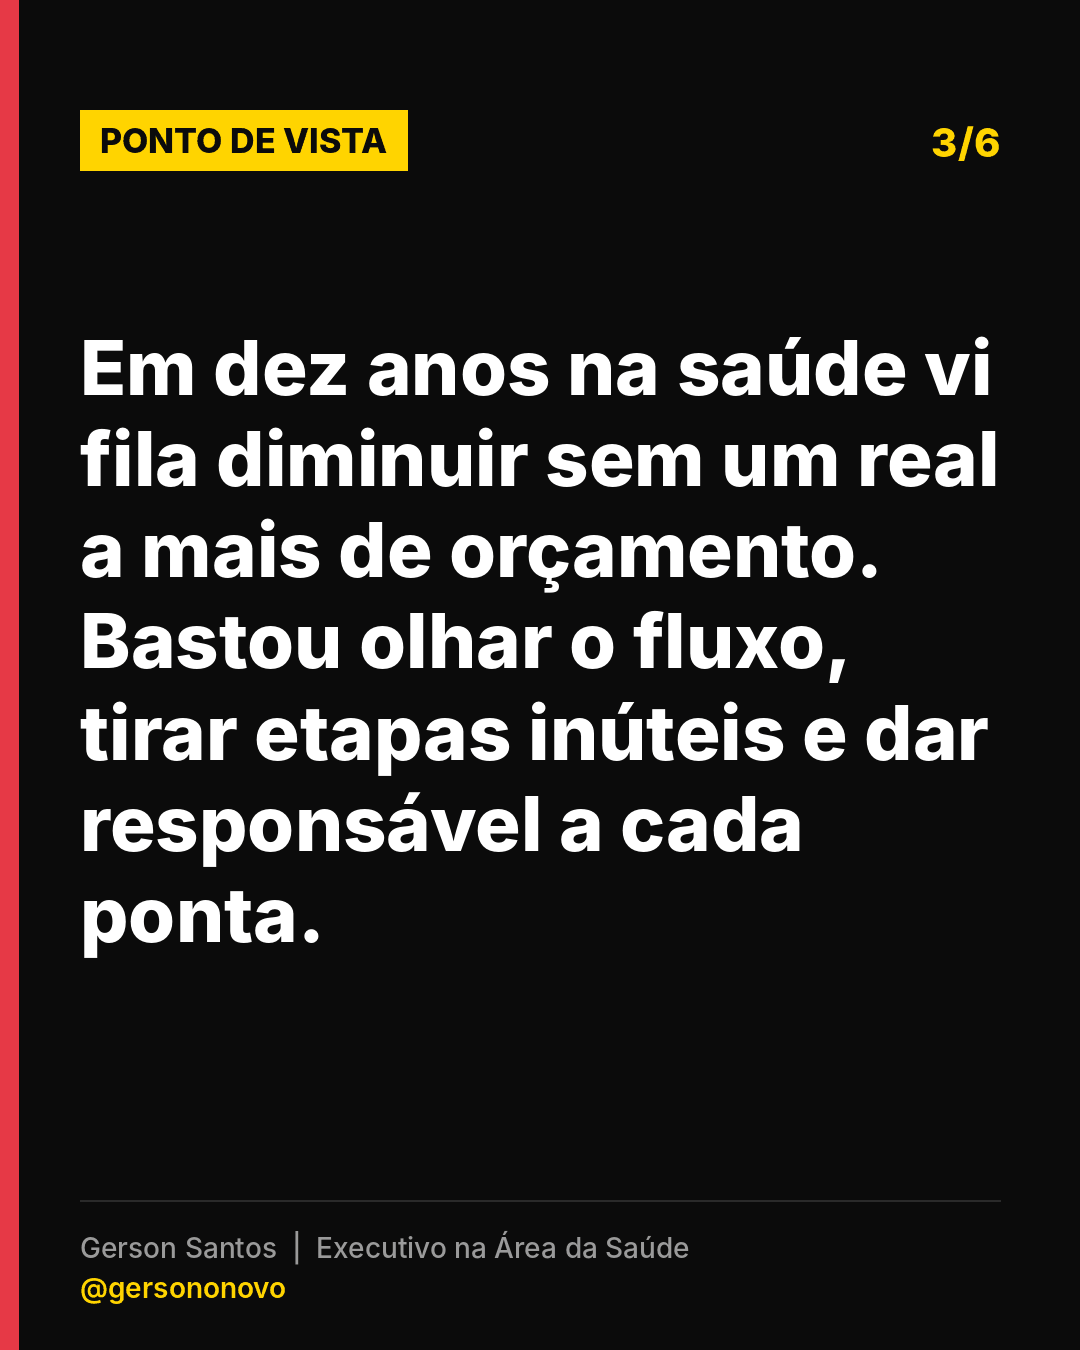 PONTO DE VISTA
3/6
Em dez anos na saúde vi
fila diminuir sem um real
a mais de orçamento.
Bastou olhar o fluxo,
tirar etapas inúteis e dar
responsável a cada
ponta.
Gerson Santos | Executivo na Área da Saúde
@gersononovo